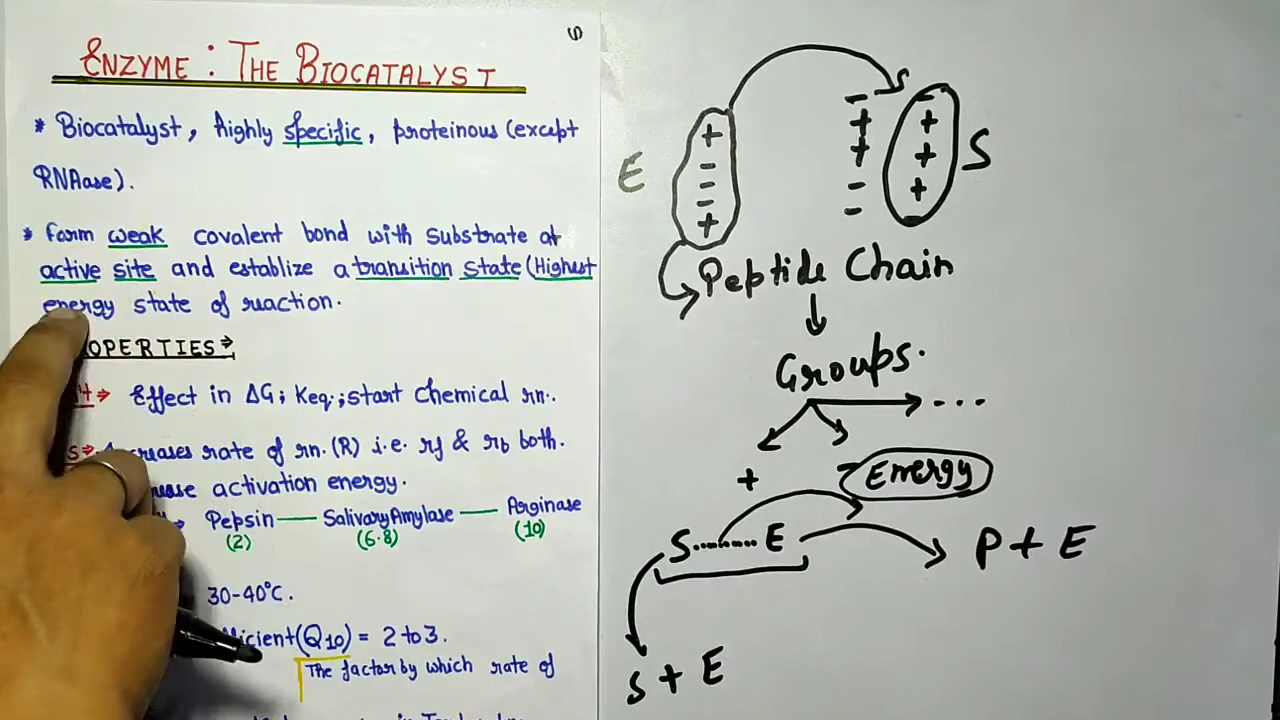 ENZYME : THE BIOCATALYST
* Biocatalyst, highly specific, proteinous (except
RNAase).
* Form weak covalent bond with substrate at
active site and establize a transition state (Highest
energy state of reaction.
OPERTIES→
→ Effect in ΔG; Keq.; start chemical rn.
rate of rn. (R) i.e. rf & rb both.
activation energy.
Pepsin — Salivary Amylase — Arginase
(2) (6.8) (10)
30-40°C.
(Q10) = 2 to 3.
The factor by which rate of
E
+
-
-
+
S
-
+
+
-
-
+
+
+
S
Peptide Chain
↓
Groups.
...
+ - Energy
S........E P + E
S + E